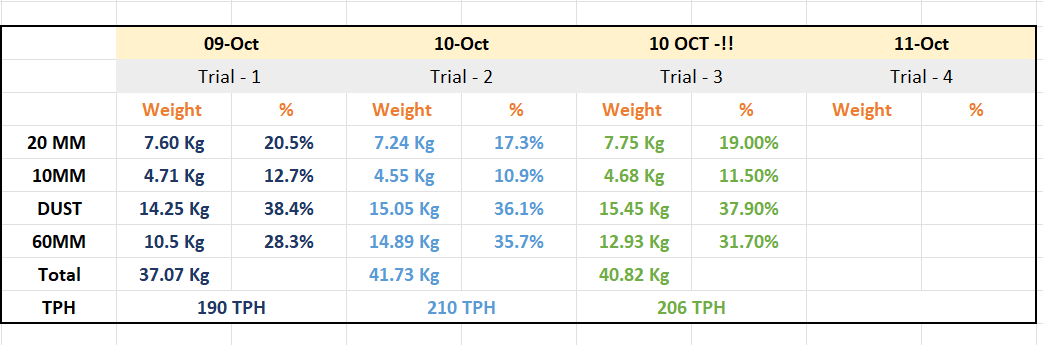 09-Oct 10-Oct 10 OCT -!! 11-Oct
Trial - 1 Trial - 2 Trial - 3 Trial - 4
Weight % Weight % Weight % Weight %
20 MM 7.60 Kg 20.5% 7.24 Kg 17.3% 7.75 Kg 19.00%
10MM 4.71 Kg 12.7% 4.55 Kg 10.9% 4.68 Kg 11.50%
DUST 14.25 Kg 38.4% 15.05 Kg 36.1% 15.45 Kg 37.90%
60MM 10.5 Kg 28.3% 14.89 Kg 35.7% 12.93 Kg 31.70%
Total 37.07 Kg 41.73 Kg 40.82 Kg
TPH 190 TPH 210 TPH 206 TPH